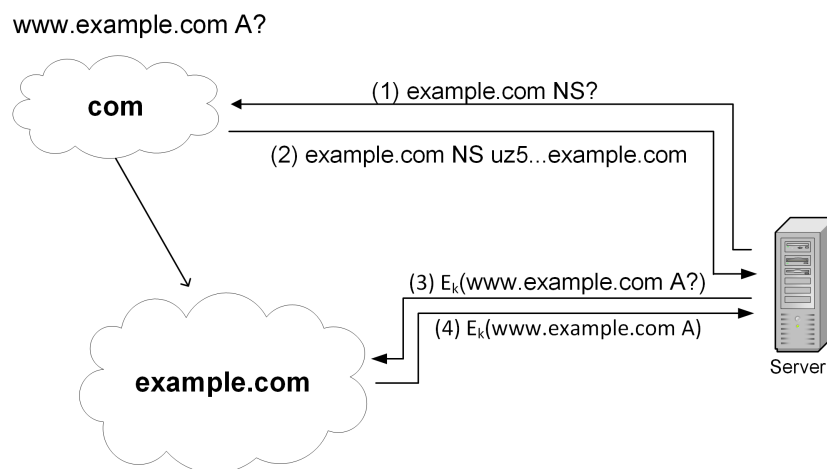 www.example.com A?
com
(1) example.com NS?
(2) example.com NS uz5...example.com
(3) Eₖ(www.example.com A?)
(4) Eₖ(www.example.com A)
example.com
Server